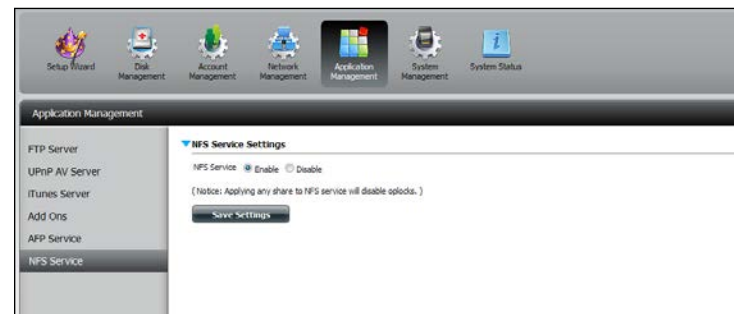 Setup Wizard
Disk Management
Account Management
Network Management
Application Management
System Management
System Status
Application Management
FTP Server
UPnP AV Server
iTunes Server
Add Ons
AFP Service
NFS Service
NFS Service Settings
NFS Service Enable Disable
(Notice: Applying any share to NFS service will disable oplocks. )
Save Settings